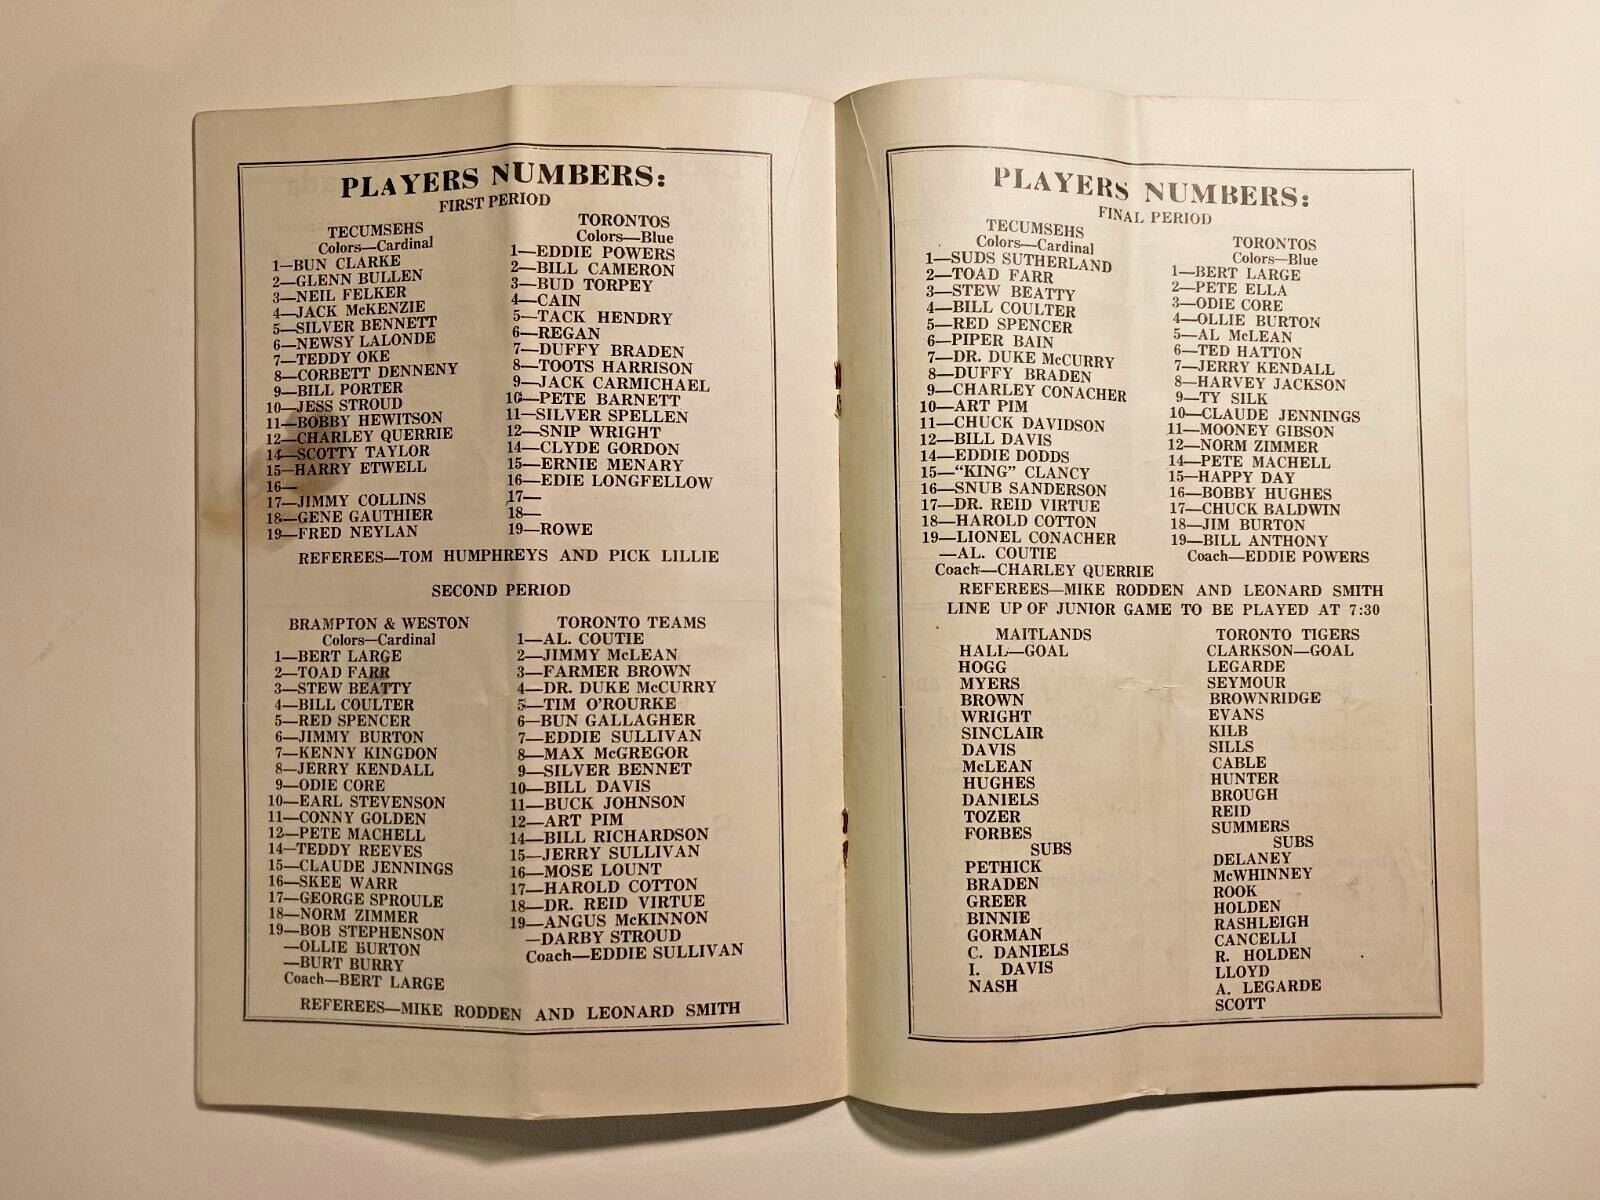 PLAYERS NUMBERS:
FIRST PERIOD
TECUMSEHS
Colors—Cardinal
1—BUN CLARKE
2—GLENN BULLEN
3—NEIL FELKER
4—JACK McKENZIE
5—SILVER BENNETT
6—NEWSY LALONDE
7—TEDDY OKE
8—CORBETT DENNENY
9—BILL PORTER
10—JESS STROUD
11—BOBBY HEWITSON
12—CHARLEY QUERRIE
14—SCOTTY TAYLOR
15—HARRY ETWELL
16—
17—JIMMY COLLINS
18—GENE GAUTHIER
19—FRED NEYLAN
TORONTOS
Colors—Blue
1—EDDIE POWERS
2—BILL CAMERON
3—BUD TORPEY
4—CAIN
5—TACK HENDRY
6—REGAN
7—DUFFY BRADEN
8—TOOTS HARRISON
9—JACK CARMICHAEL
10—PETE BARNETT
11—SILVER SPELLEN
12—SNIP WRIGHT
14—CLYDE GORDON
15—ERNIE MENARY
16—EDIE LONGFELLOW
17—
18—
19—ROWE
REFEREES—TOM HUMPHREYS AND PICK LILLIE
SECOND PERIOD
BRAMPTON & WESTON
Colors—Cardinal
1—BERT LARGE
2—TOAD FARR
3—STEW BEATTY
4—BILL COULTER
5—RED SPENCER
6—JIMMY BURTON
7—KENNY KINGDON
8—JERRY KENDALL
9—ODIE CORE
10—EARL STEVENSON
11—CONNY GOLDEN
12—PETE MACHELL
14—TEDDY REEVES
15—CLAUDE JENNINGS
16—SKEE WARR
17—GEORGE SPROULE
18—NORM ZIMMER
19—BOB STEPHENSON
—OLLIE BURTON
—BURT BURRY
Coach—BERT LARGE
TORONTO TEAMS
1—AL. COUTIE
2—JIMMY McLEAN
3—FARMER BROWN
4—DR. DUKE McCURRY
5—TIM O'ROURKE
6—BUN GALLAGHER
7—EDDIE SULLIVAN
8—MAX McGREGOR
9—SILVER BENNET
10—BILL DAVIS
11—BUCK JOHNSON
12—ART PIM
14—BILL RICHARDSON
15—JERRY SULLIVAN
16—MOSE LOUNT
17—HAROLD COTTON
18—DR. REID VIRTUE
19—ANGUS McKINNON
—DARBY STROUD
Coach—EDDIE SULLIVAN
REFEREES—MIKE RODDEN AND LEONARD SMITH
PLAYERS NUMBERS:
FINAL PERIOD
TECUMSEHS
Colors—Cardinal
1—SUDS SUTHERLAND
2—TOAD FARR
3—STEW BEATTY
4—BILL COULTER
5—RED SPENCER
6—PIPER BAIN
7—DR. DUKE McCURRY
8—DUFFY BRADEN
9—CHARLEY CONACHER
10—ART PIM
11—CHUCK DAVIDSON
12—BILL DAVIS
14—EDDIE DODDS
15—"KING" CLANCY
16—SNUB SANDERSON
17—DR. REID VIRTUE
18—HAROLD COTTON
19—LIONEL CONACHER
—AL. COUTIE
Coach—CHARLEY QUERRIE
TORONTOS
Colors—Blue
1—BERT LARGE
2—PETE ELLA
3—ODIE CORE
4—OLLIE BURTON
5—AL McLEAN
6—TED HATTON
7—JERRY KENDALL
8—HARVEY JACKSON
9—TY SILK
10—CLAUDE JENNINGS
11—MOONEY GIBSON
12—NORM ZIMMER
14—PETE MACHELL
15—HAPPY DAY
16—BOBBY HUGHES
17—CHUCK BALDWIN
18—JIM BURTON
19—BILL ANTHONY
Coach—EDDIE POWERS
REFEREES—MIKE RODDEN AND LEONARD SMITH
LINE UP OF JUNIOR GAME TO BE PLAYED AT 7:30
MAITLANDS
HALL—GOAL
HOGG
MYERS
BROWN
WRIGHT
SINCLAIR
DAVIS
McLEAN
HUGHES
DANIELS
TOZER
FORBES
SUBS
PETHICK
BRADEN
GREER
BINNIE
GORMAN
C. DANIELS
I. DAVIS
NASH
TORONTO TIGERS
CLARKSON—GOAL
LEGARDE
SEYMOUR
BROWNRIDGE
EVANS
KILB
SILLS
CABLE
HUNTER
BROUGH
REID
SUMMERS
SUBS
DELANEY
McWHINNEY
ROOK
HOLDEN
RASHLEIGH
CANCELLI
R. HOLDEN
LLOYD
A. LEGARDE
SCOTT